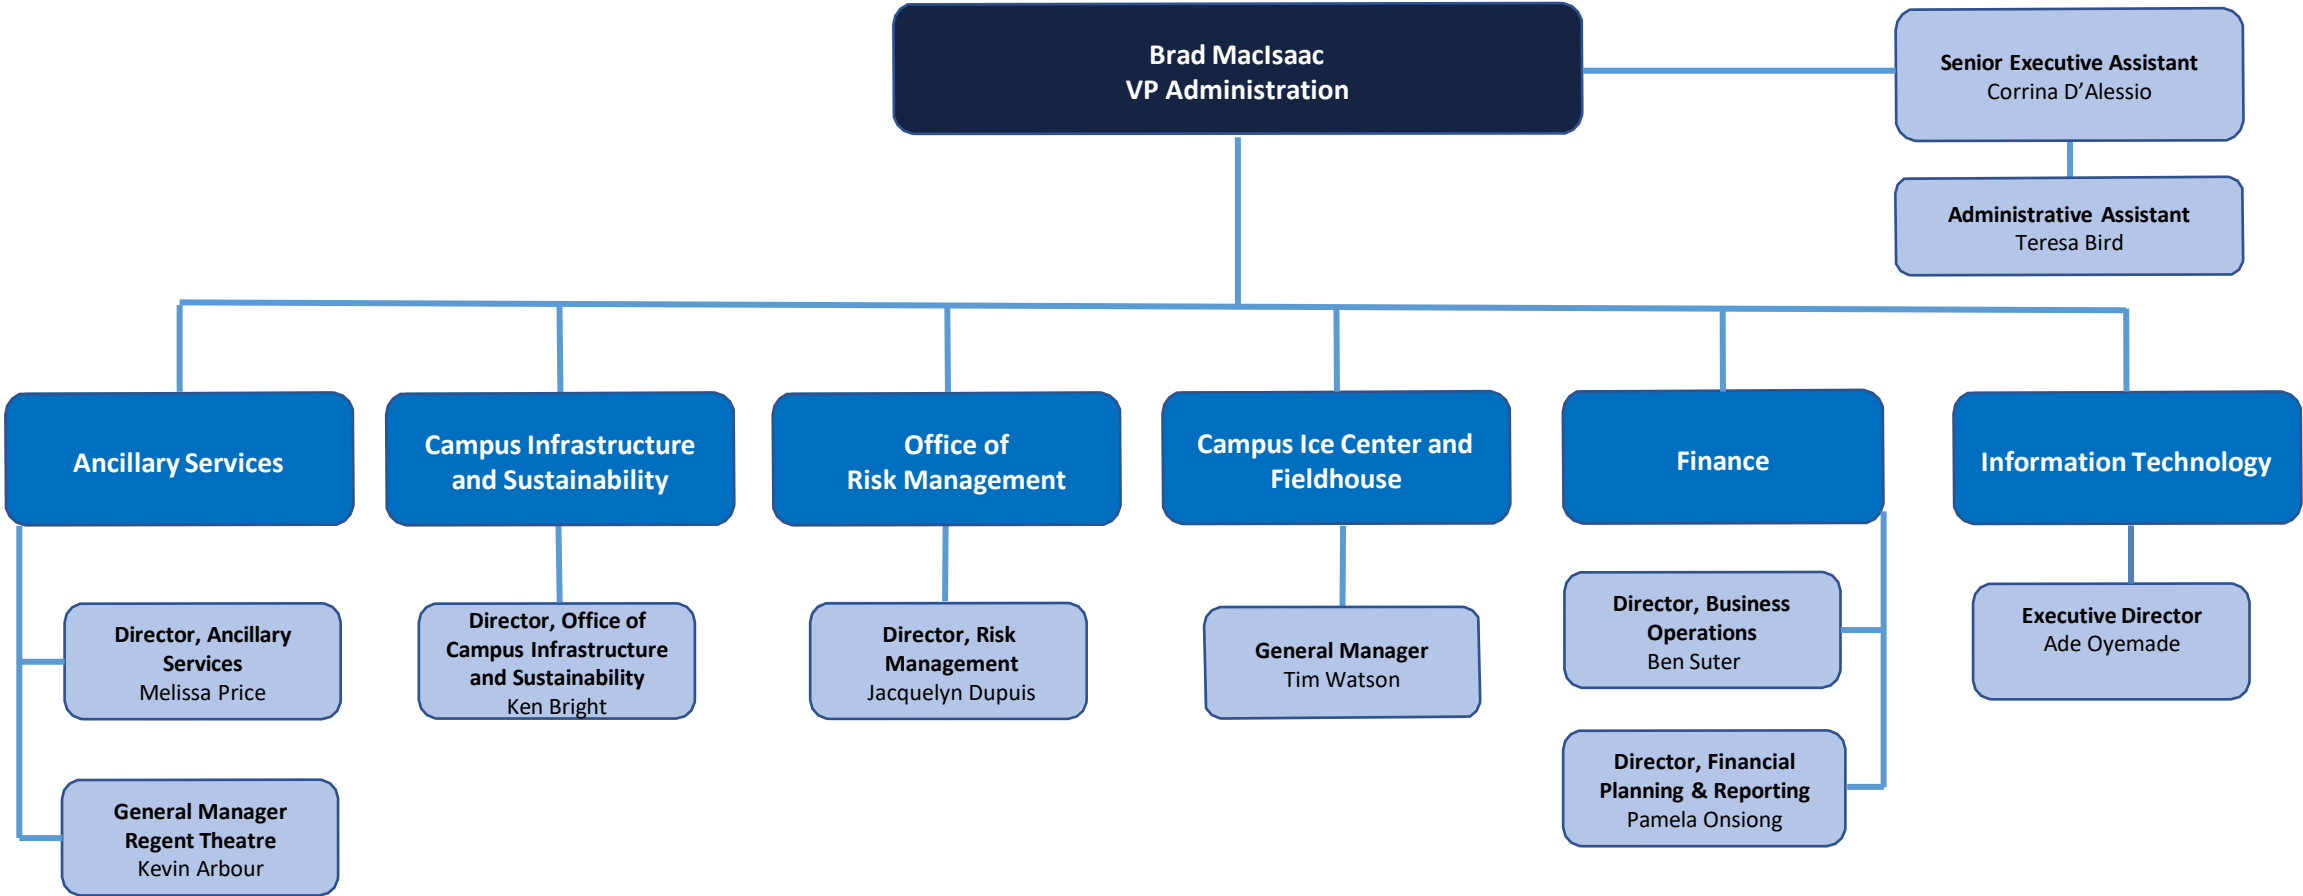 Brad MacIsaac
VP Administration
Senior Executive Assistant
Corrina D’Alessio
Administrative Assistant
Teresa Bird
Ancillary Services
Campus Infrastructure
and Sustainability
Office of
Risk Management
Campus Ice Center and
Fieldhouse
Finance
Information Technology
Director, Ancillary
Services
Melissa Price
General Manager
Regent Theatre
Kevin Arbour
Director, Office of
Campus Infrastructure
and Sustainability
Ken Bright
Director, Risk
Management
Jacquelyn Dupuis
General Manager
Tim Watson
Director, Business
Operations
Ben Suter
Director, Financial
Planning & Reporting
Pamela Onsiong
Executive Director
Ade Oyemade